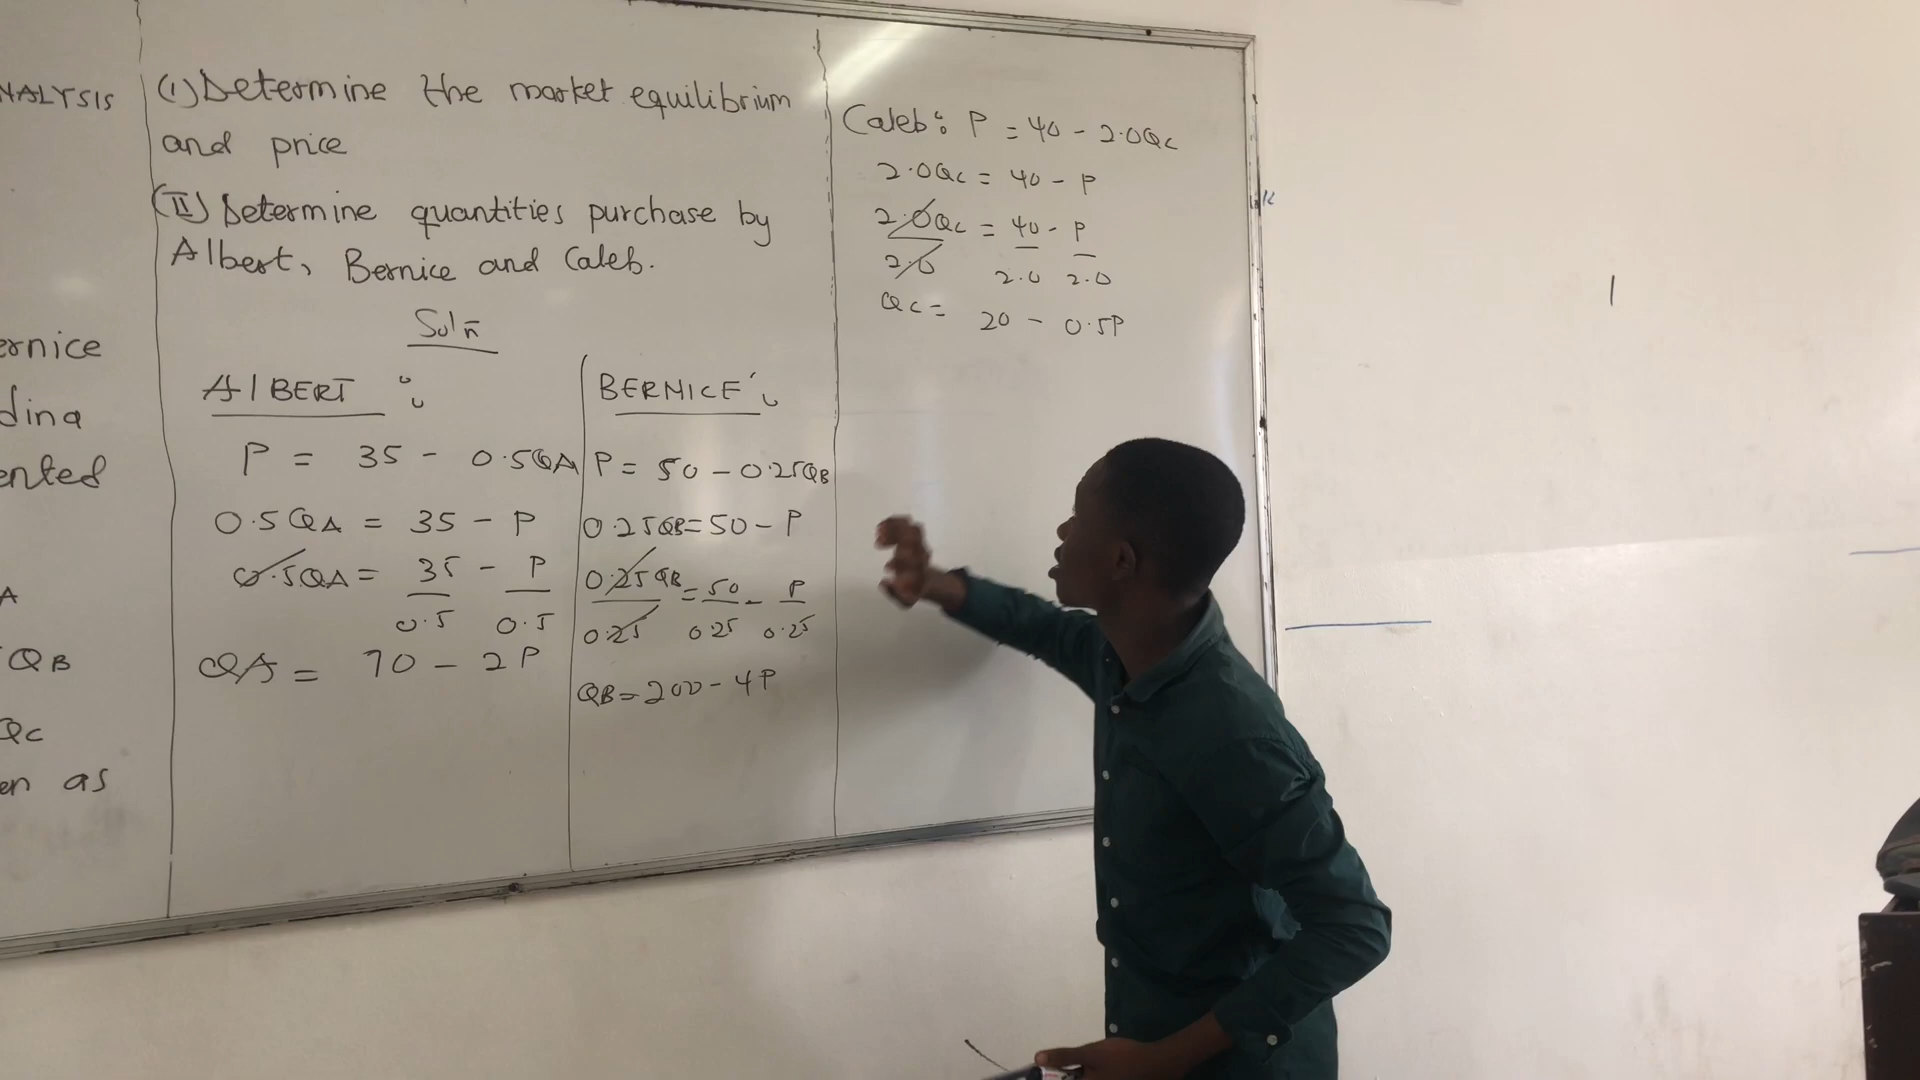 NALYSIS
ernice
dina
ented
A
QB
Qc
en as
(I) Determine the market equilibrium
and price
(II) Determine quantities purchase by
Albert, Bernice and Caleb.
Soln
AlBERT :
P = 35 - 0.5QA
0.5QA = 35 - P
0.5QA = 35 - P
0.5 0.5
QA = 70 - 2P
BERNICE:
P = 50 - 0.25QB
0.25QB = 50 - P
0.25QB = 50 - P
0.25 0.25 0.25
QB = 200 - 4P
Caleb: P = 40 - 2.0Qc
2.0Qc = 40 - P
2.0Qc = 40 - P
2.0 2.0 2.0
Qc = 20 - 0.5P